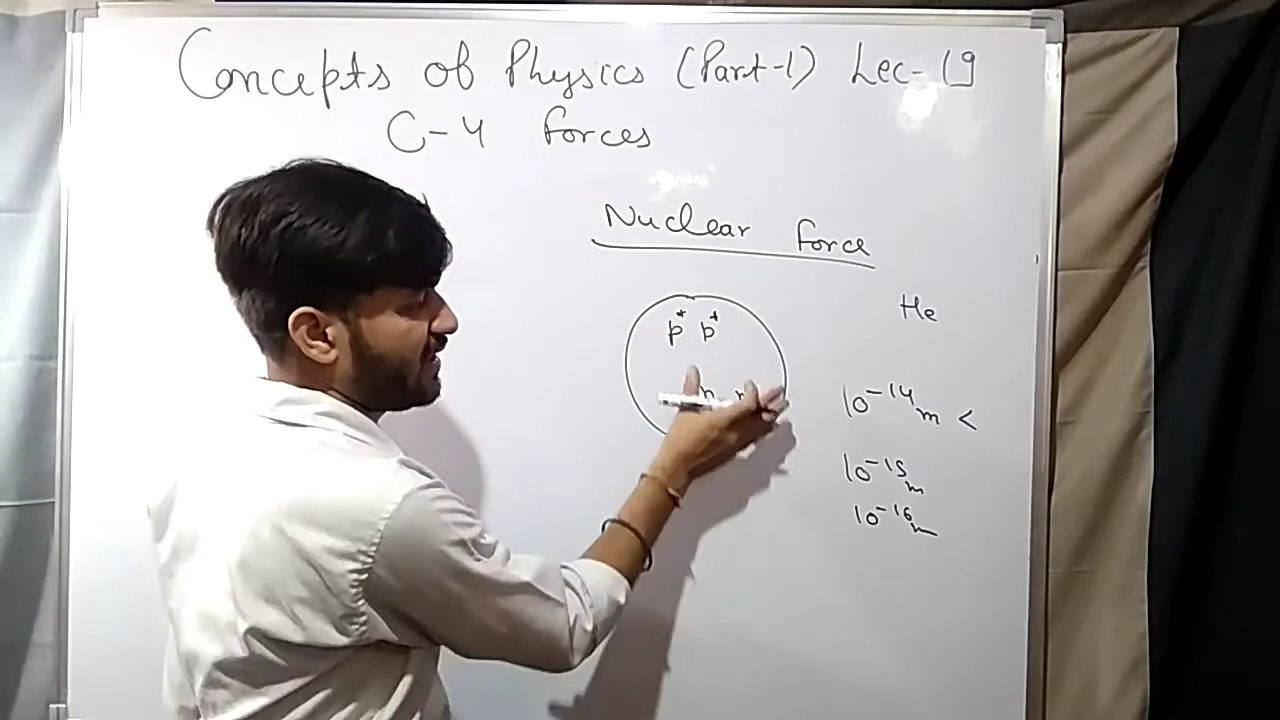 Concepts of Physics (Part-1) Lec-19
C-4 forces
Nuclear force
He
p⁺ p⁺
n n
10⁻¹⁴m <
10⁻¹⁵m
10⁻¹⁶m